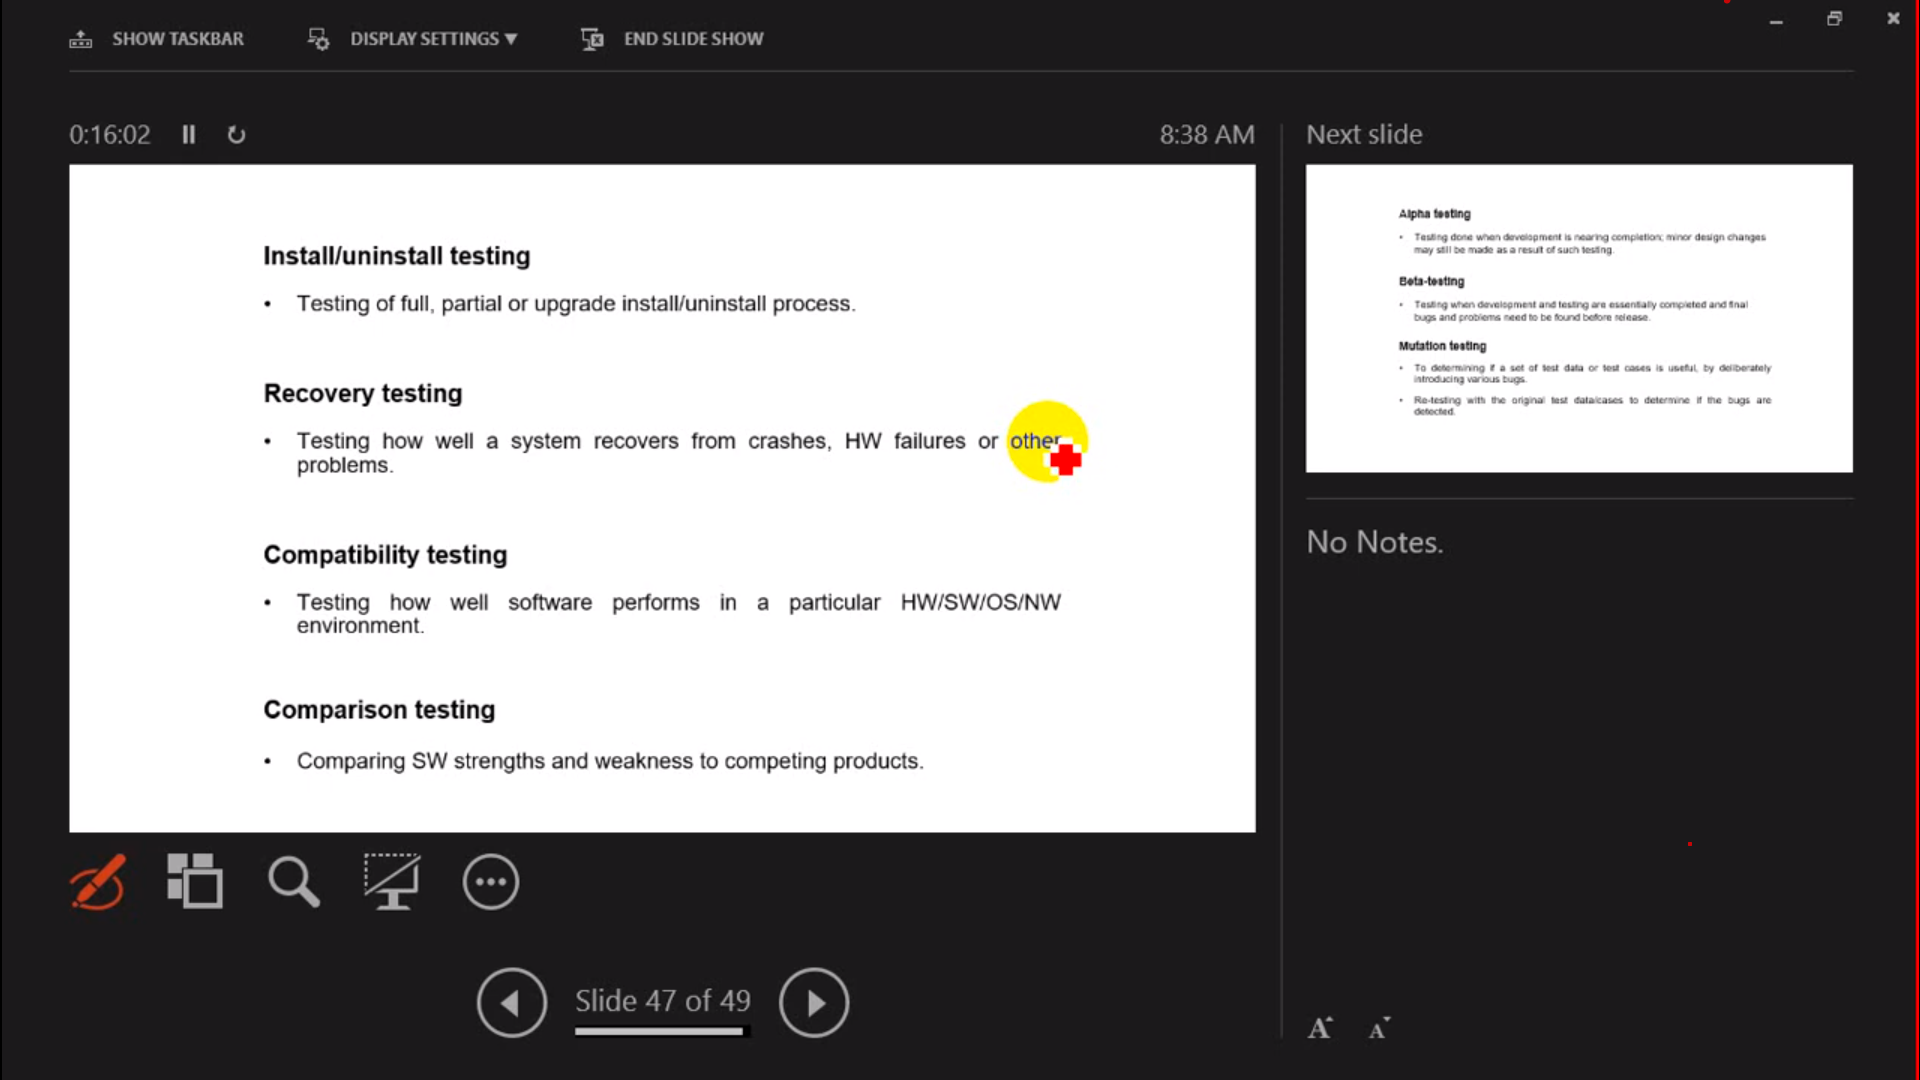 SHOW TASKBAR
DISPLAY SETTINGS ▼
END SLIDE SHOW
0:16:02
8:38 AM
Next slide
Install/uninstall testing
• Testing of full, partial or upgrade install/uninstall process.
Recovery testing
• Testing how well a system recovers from crashes, HW failures or other
problems.
Compatibility testing
• Testing how well software performs in a particular HW/SW/OS/NW
environment.
Comparison testing
• Comparing SW strengths and weakness to competing products.
Alpha testing
• Testing done when development is nearing completion; minor design changes
may still be made as a result of such testing.
Beta-testing
• Testing when development and testing are essentially completed and final
bugs and problems need to be found before release.
Mutation testing
• To determining if a set of test data or test cases is useful, by deliberately
introducing various bugs.
• Re-testing with the original test data/cases to determine if the bugs are
detected.
No Notes.
Slide 47 of 49
A A